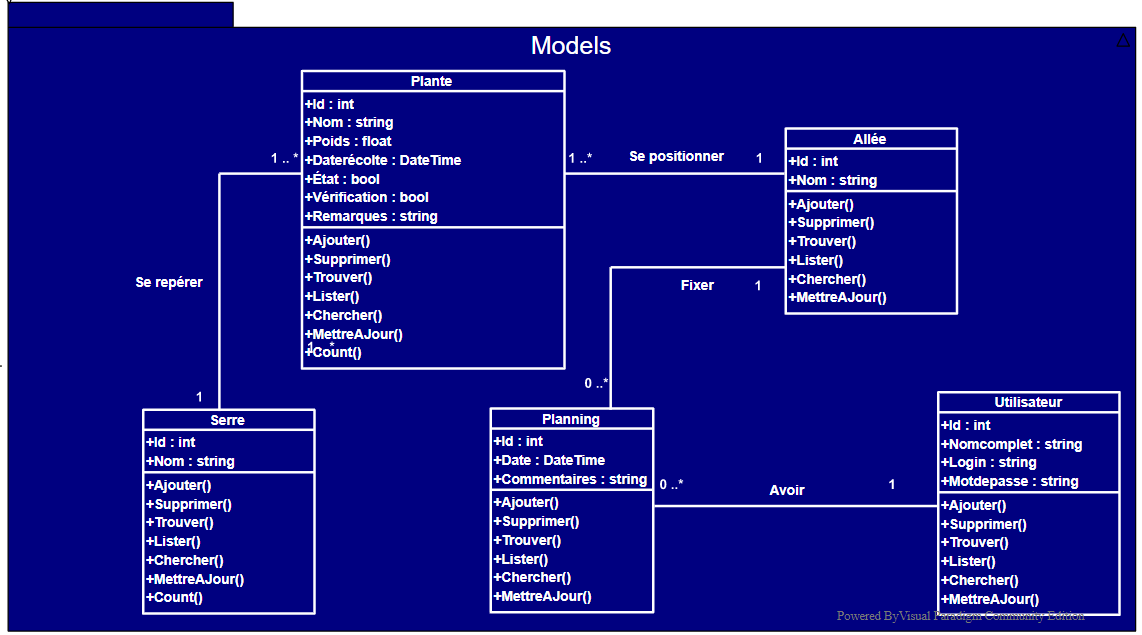 Models
Plante
+Id : int
+Nom : string
+Poids : float
+Daterécolte : DateTime
+État : bool
+Vérification : bool
+Remarques : string
+Ajouter()
+Supprimer()
+Trouver()
+Lister()
+Chercher()
+MettreAJour()
1..*
+Count()
1 .. *
1..*
Se positionner
1
Allée
+Id : int
+Nom : string
+Ajouter()
+Supprimer()
+Trouver()
+Lister()
+Chercher()
+MettreAJour()
Se repérer
1
Fixer
1
0 ..*
Serre
+Id : int
+Nom : string
+Ajouter()
+Supprimer()
+Trouver()
+Lister()
+Chercher()
+MettreAJour()
+Count()
Planning
+Id : int
+Date : DateTime
+Commentaires : string
+Ajouter()
+Supprimer()
+Trouver()
+Lister()
+Chercher()
+MettreAJour()
0 ..*
Avoir
1
Utilisateur
+Id : int
+Nomcomplet : string
+Login : string
+Motdepasse : string
+Ajouter()
+Supprimer()
+Trouver()
+Lister()
+Chercher()
+MettreAJour()
Powered ByVisual Paradigm Community Edition